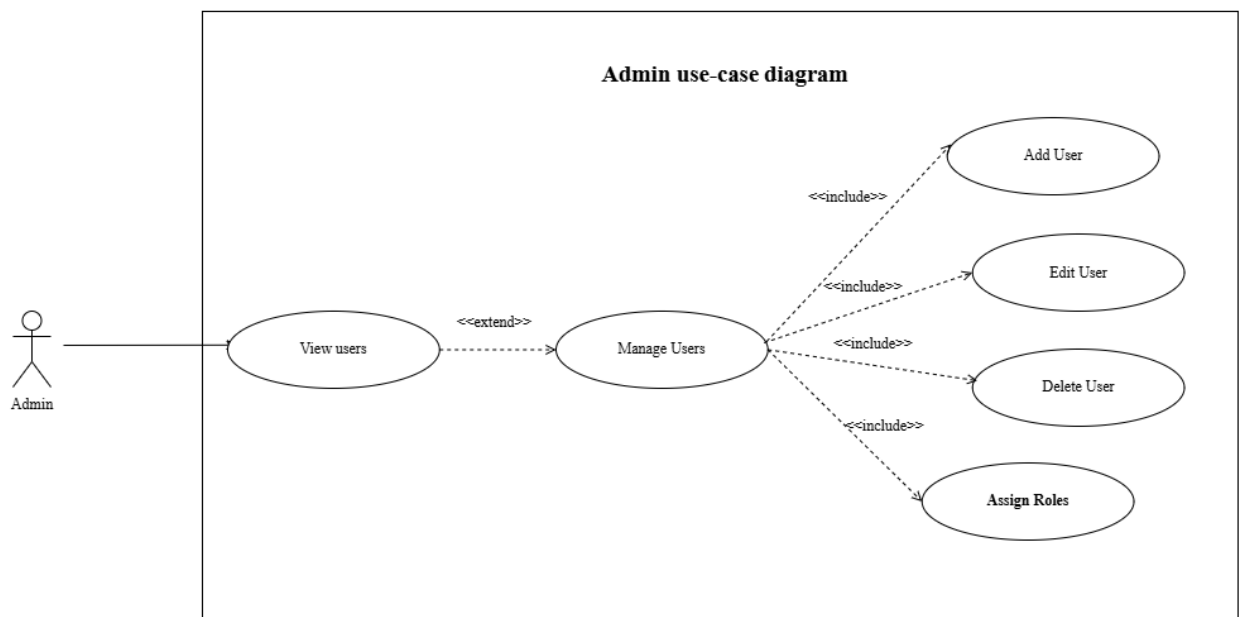 Admin use-case diagram
Add User
<<include>>
Edit User
<<include>>
<<extend>>
<<include>>
View users
Manage Users
Delete User
Admin
<<include>>
Assign Roles